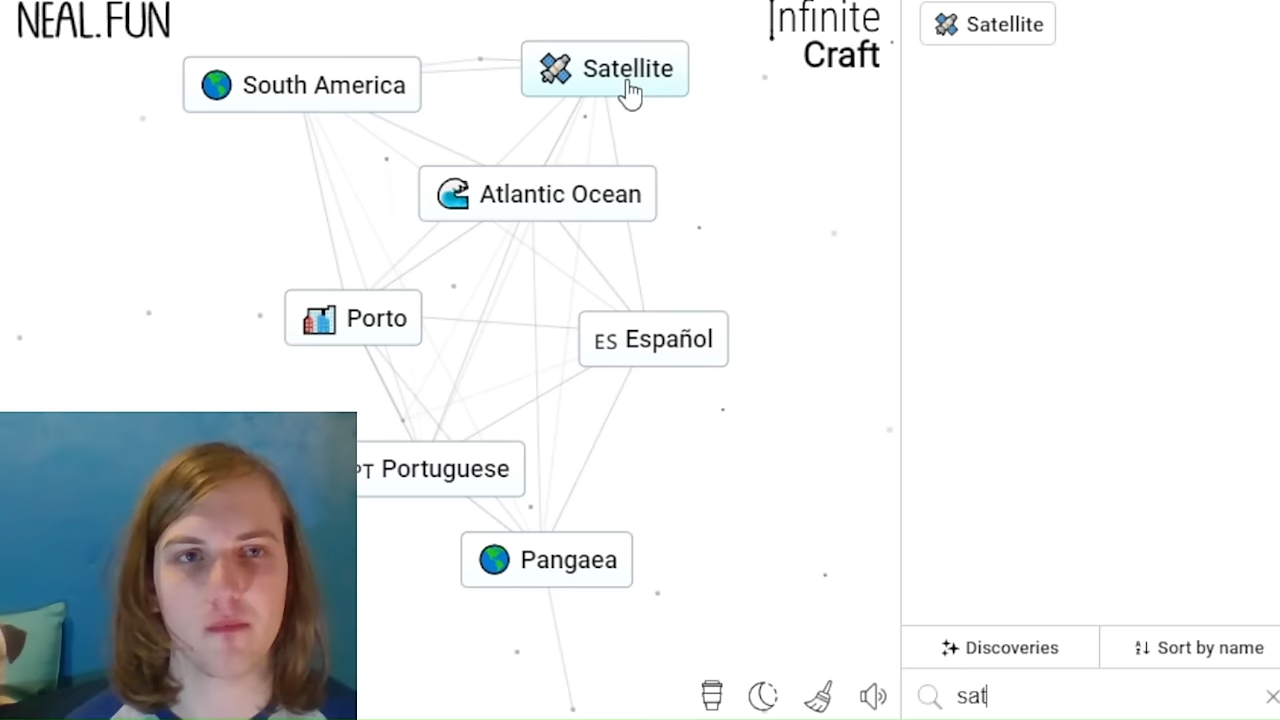 NEAL.FUN
Infinite
Craft
Satellite
South America
Satellite
Atlantic Ocean
Porto
ES Español
PT Portuguese
Pangaea
Discoveries
Sort by name
sat